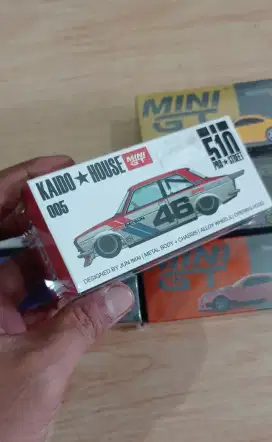 KAIDO★HOUSE
MINI GT
005
510
PRO★STREET
46
DESIGNED BY JUN IMAI | METAL BODY + CHASSIS | ALLOY WHEELS | OPENING HOOD
MINI
GT
MINI
GT